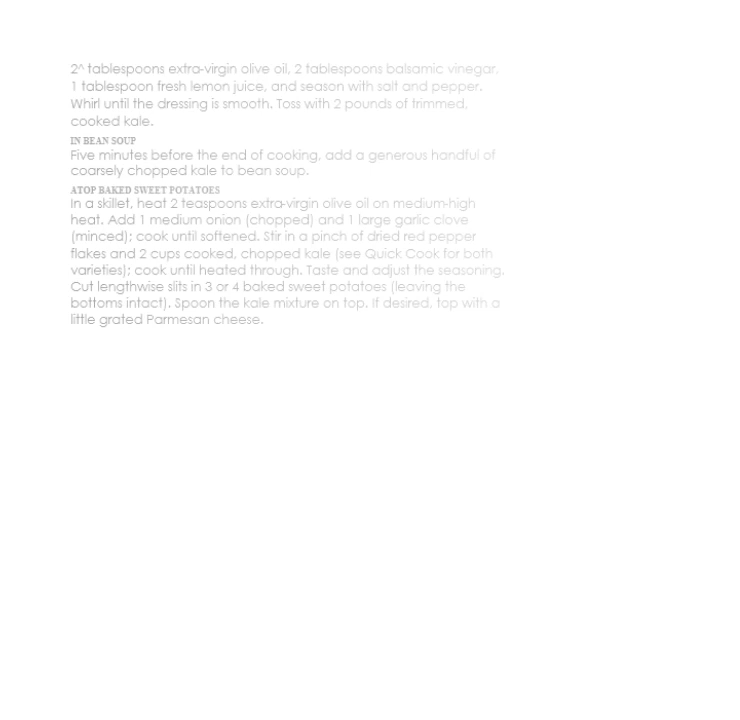 2^ tablespoons extra-virgin olive oil, 2 tablespoons balsamic vinegar,
1 tablespoon fresh lemon juice, and season with salt and pepper.
Whirl until the dressing is smooth. Toss with 2 pounds of trimmed,
cooked kale.
IN BEAN SOUP
Five minutes before the end of cooking, add a generous handful of
coarsely chopped kale to bean soup.
ATOP BAKED SWEET POTATOES
In a skillet, heat 2 teaspoons extra-virgin olive oil on medium-high
heat. Add 1 medium onion (chopped) and 1 large garlic clove
(minced); cook until softened. Stir in a pinch of dried red pepper
flakes and 2 cups cooked, chopped kale (see Quick Cook for both
varieties); cook until heated through. Taste and adjust the seasoning.
Cut lengthwise slits in 3 or 4 baked sweet potatoes (leaving the
bottoms intact). Spoon the kale mixture on top. If desired, top with a
little grated Parmesan cheese.